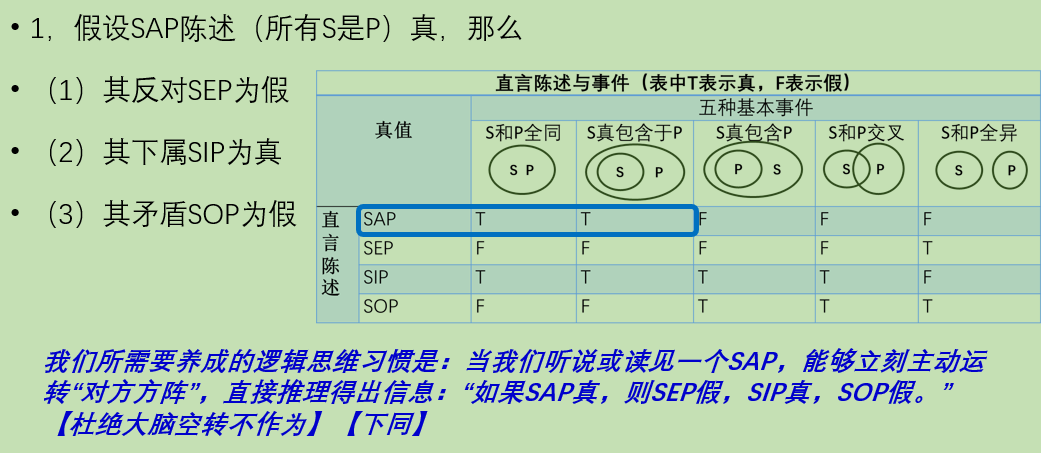 • 1，假设SAP陈述（所有S是P）真，那么
• （1）其反对SEP为假
• （2）其下属SIP为真
• （3）其矛盾SOP为假
直言陈述与事件（表中T表示真，F表示假）
真值
五种基本事件
S和P全同 S真包含于P S真包含P S和P交叉 S和P全异
S P S P P S S P S P
直言陈述
SAP T T F F F
SEP F F F F T
SIP T T T T F
SOP F F T T T
我们所需要养成的逻辑思维习惯是：当我们听说或读见一个SAP，能够立刻主动运
转“对方方阵”，直接推理得出信息：“如果SAP真，则SEP假，SIP真，SOP假。”
【杜绝大脑空转不作为】【下同】